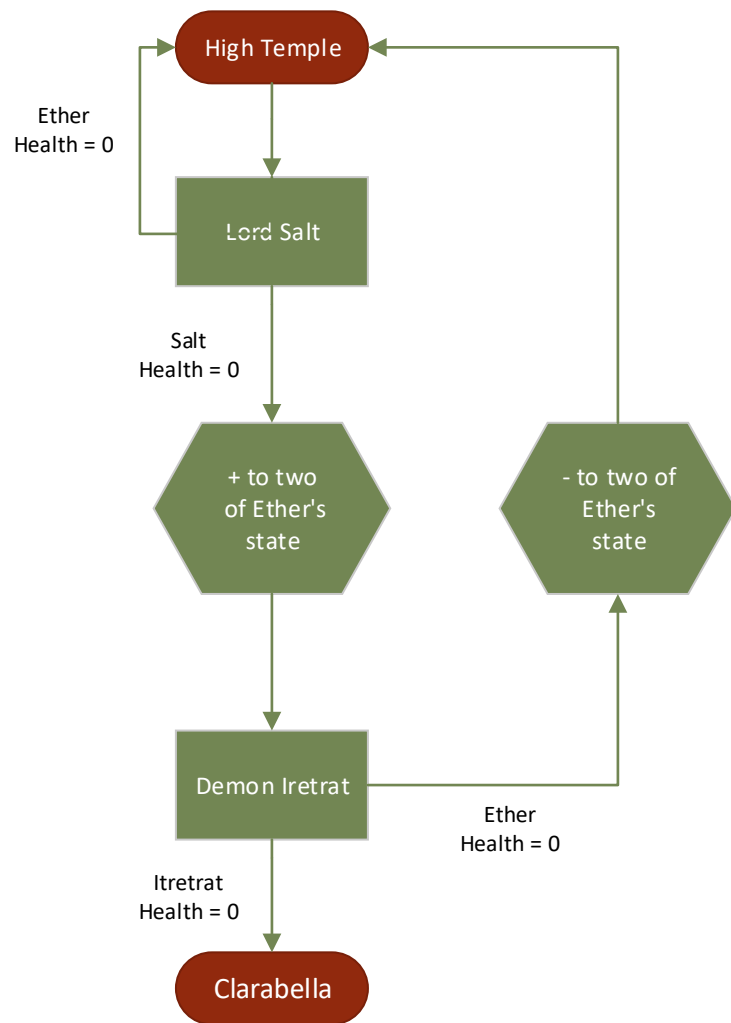 High Temple
Ether
Health = 0
Lord Salt
Salt
Health = 0
+ to two
of Ether's
state
- to two of
Ether's
state
Demon Iretrat
Ether
Health = 0
Itretrat
Health = 0
Clarabella